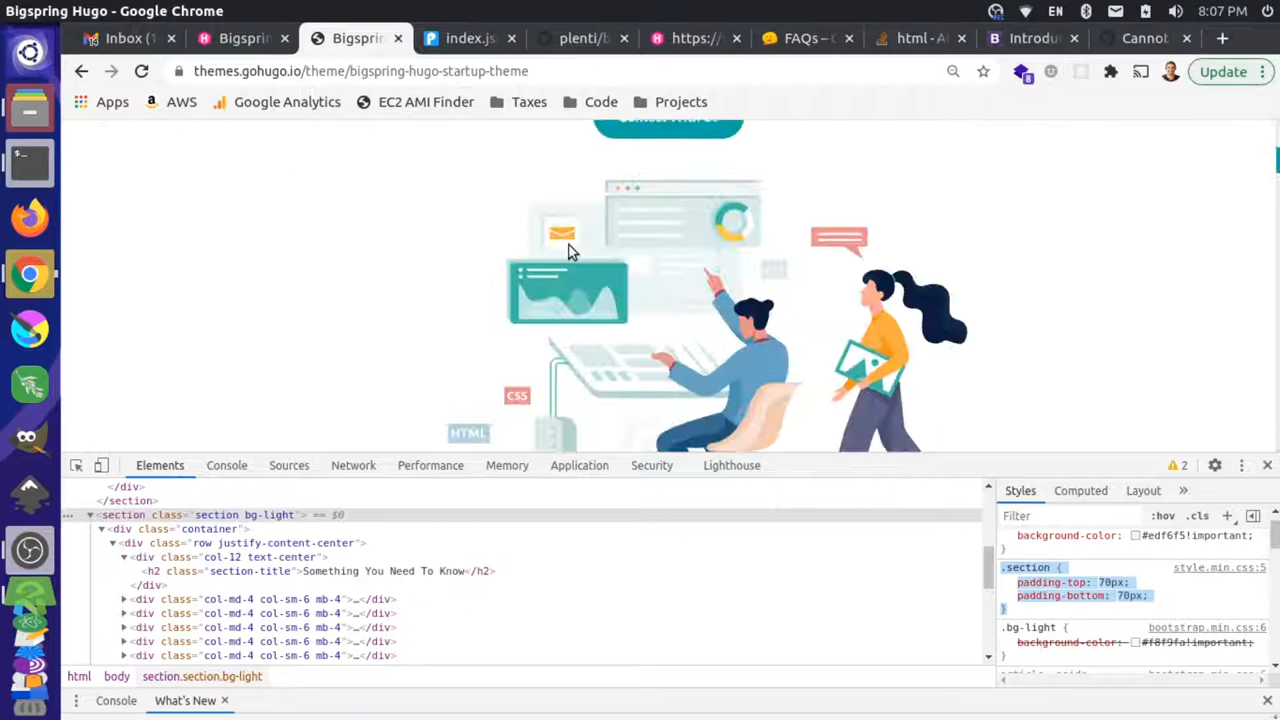 Bigspring Hugo - Google Chrome
EN
8:07 PM
Inbox (1
Bigsprin
Bigsprin
index.js
plenti/b
https://
FAQs – C
html - Al
Introdu
Cannot
themes.gohugo.io/theme/bigspring-hugo-startup-theme
8
Update
Apps
AWS
Google Analytics
EC2 AMI Finder
Taxes
Code
Projects
CSS
HTML
Elements
Console
Sources
Network
Performance
Memory
Application
Security
Lighthouse
2
</div>
</section>
<section class="section bg-light"> == $0
<div class="container">
<div class="row justify-content-center">
<div class="col-12 text-center">
<h2 class="section-title">Something You Need To Know</h2>
</div>
<div class="col-md-4 col-sm-6 mb-4">…</div>
<div class="col-md-4 col-sm-6 mb-4">…</div>
<div class="col-md-4 col-sm-6 mb-4">…</div>
<div class="col-md-4 col-sm-6 mb-4">…</div>
<div class="col-md-4 col-sm-6 mb-4">…</div>
html body section.section.bg-light
Styles Computed Layout
Filter :hov .cls
background-color: #edf6f5!important;
}
.section { style.min.css:5
padding-top: 70px;
padding-bottom: 70px;
}
.bg-light { bootstrap.min.css:6
background-color: #f8f9fa!important;
}
Console What's New